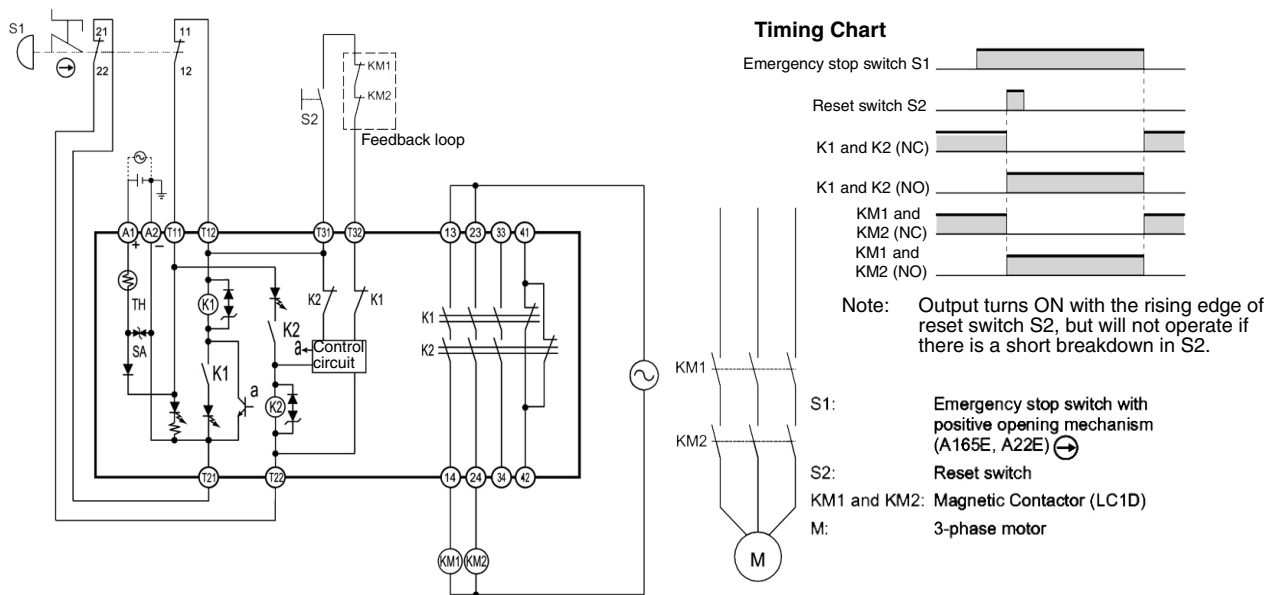 S1
21
22
11
12
S2
KM1
KM2
Feedback loop
A1
A2
T11
T12
T31
T32
13
23
33
41
+
−
TH
SA
K1
K1
K2
K2
K2
K1
a
a
Control
circuit
K1
K2
T21
T22
14
24
34
42
KM1
KM2
KM1
KM2
M
Timing Chart
Emergency stop switch S1
Reset switch S2
K1 and K2 (NC)
K1 and K2 (NO)
KM1 and
KM2 (NC)
KM1 and
KM2 (NO)
Note: Output turns ON with the rising edge of
reset switch S2, but will not operate if
there is a short breakdown in S2.
S1: Emergency stop switch with
positive opening mechanism
(A165E, A22E)
S2: Reset switch
KM1 and KM2: Magnetic Contactor (LC1D)
M: 3-phase motor